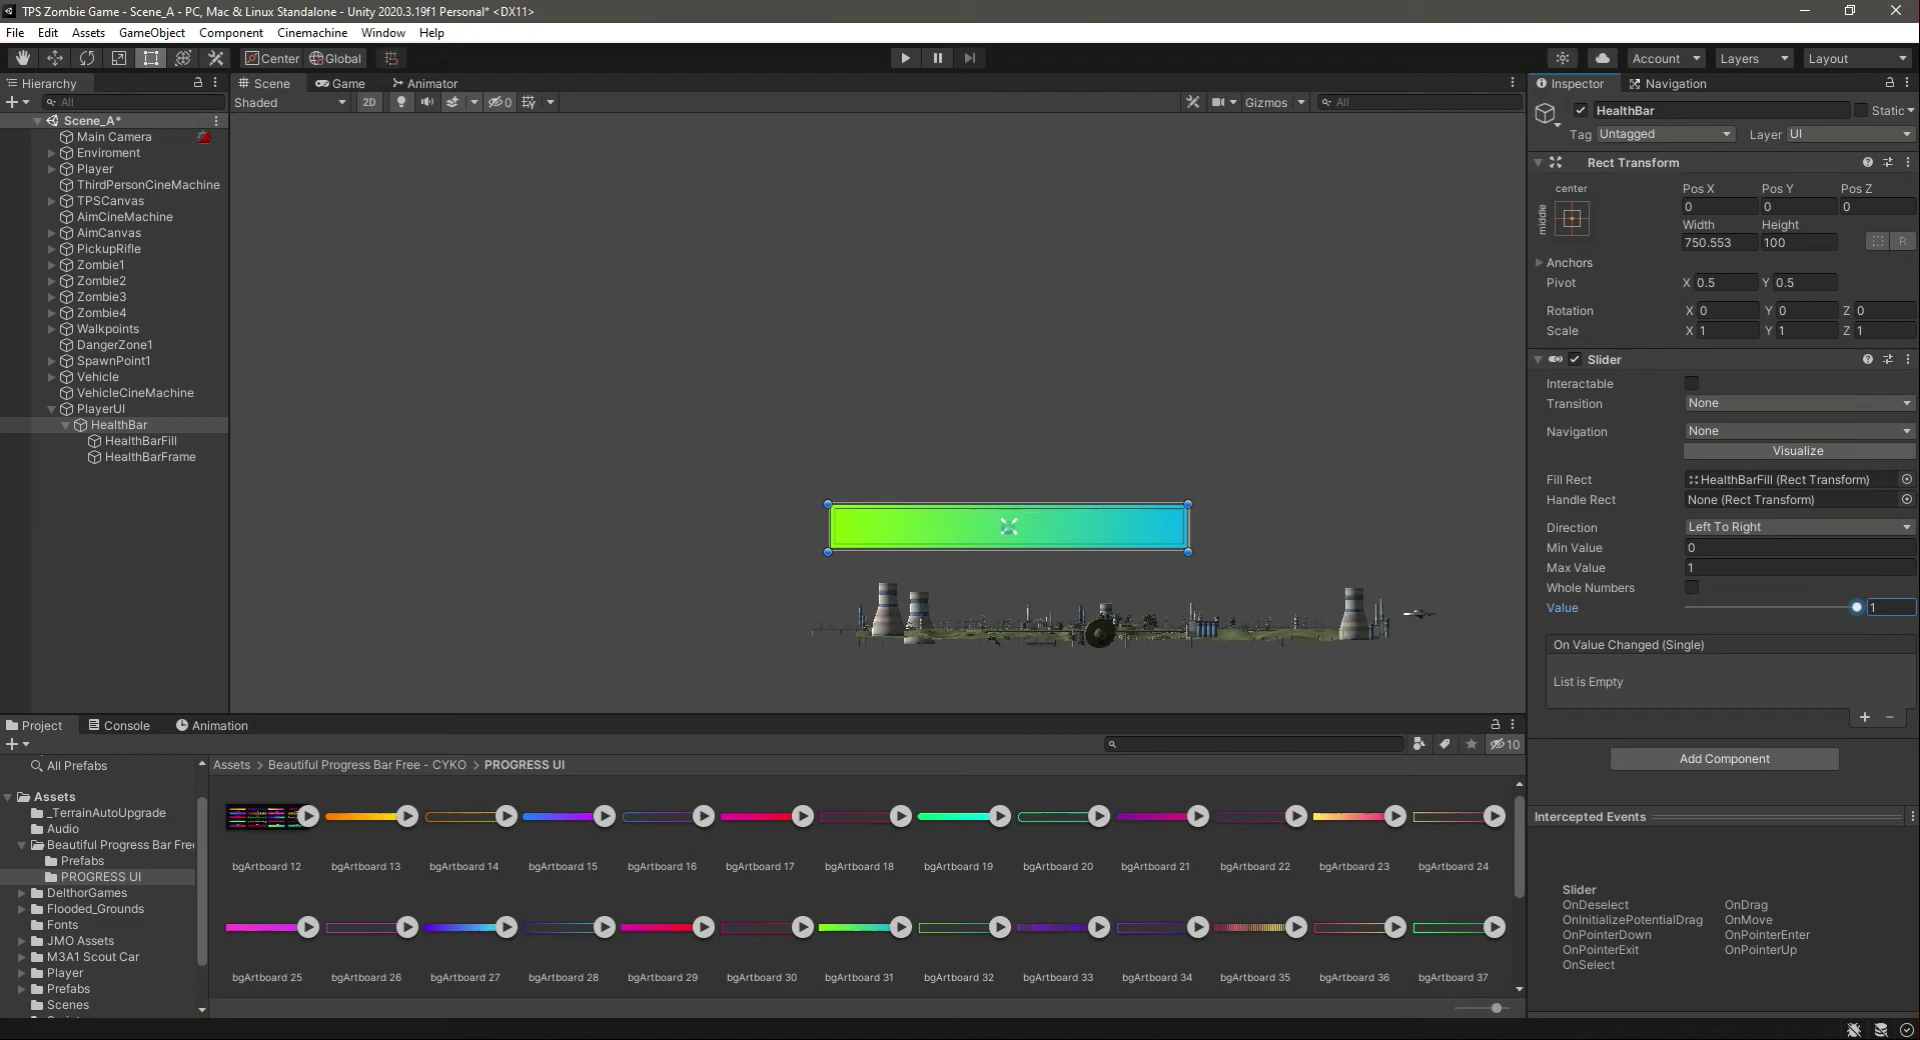 TPS Zombie Game - Scene_A - PC, Mac & Linux Standalone - Unity 2020.3.19f1 Personal* <DX11>
File Edit Assets GameObject Component Cinemachine Window Help
Center Global Account Layers Layout
Hierarchy
All
Scene_A*
Main Camera
Enviroment
Player
ThirdPersonCineMachine
TPSCanvas
AimCineMachine
AimCanvas
PickupRifle
Zombie1
Zombie2
Zombie3
Zombie4
Walkpoints
DangerZone1
SpawnPoint1
Vehicle
VehicleCineMachine
PlayerUI
HealthBar
HealthBarFill
HealthBarFrame
Scene Game Animator
Shaded 2D 0 Gizmos All
Inspector Navigation
HealthBar Static
Tag Untagged Layer UI
Rect Transform
center
middle
Pos X Pos Y Pos Z
0 0 0
Width Height
750.553 100 R
Anchors
Pivot X 0.5 Y 0.5
Rotation X 0 Y 0 Z 0
Scale X 1 Y 1 Z 1
Slider
Interactable
Transition None
Navigation None
Visualize
Fill Rect HealthBarFill (Rect Transform)
Handle Rect None (Rect Transform)
Direction Left To Right
Min Value 0
Max Value 1
Whole Numbers
Value 1
On Value Changed (Single)
List is Empty
+ -
Add Component
Intercepted Events
Slider
OnDeselect OnDrag
OnInitializePotentialDrag OnMove
OnPointerDown OnPointerEnter
OnPointerExit OnPointerUp
OnSelect
Project Console Animation
10
All Prefabs
Assets
_TerrainAutoUpgrade
Audio
Beautiful Progress Bar Free
Prefabs
PROGRESS UI
DelthorGames
Flooded_Grounds
Fonts
JMO Assets
M3A1 Scout Car
Player
Prefabs
Scenes
Assets > Beautiful Progress Bar Free - CYKO > PROGRESS UI
bgArtboard 12 bgArtboard 13 bgArtboard 14 bgArtboard 15 bgArtboard 16 bgArtboard 17 bgArtboard 18 bgArtboard 19 bgArtboard 20 bgArtboard 21 bgArtboard 22 bgArtboard 23 bgArtboard 24
bgArtboard 25 bgArtboard 26 bgArtboard 27 bgArtboard 28 bgArtboard 29 bgArtboard 30 bgArtboard 31 bgArtboard 32 bgArtboard 33 bgArtboard 34 bgArtboard 35 bgArtboard 36 bgArtboard 37